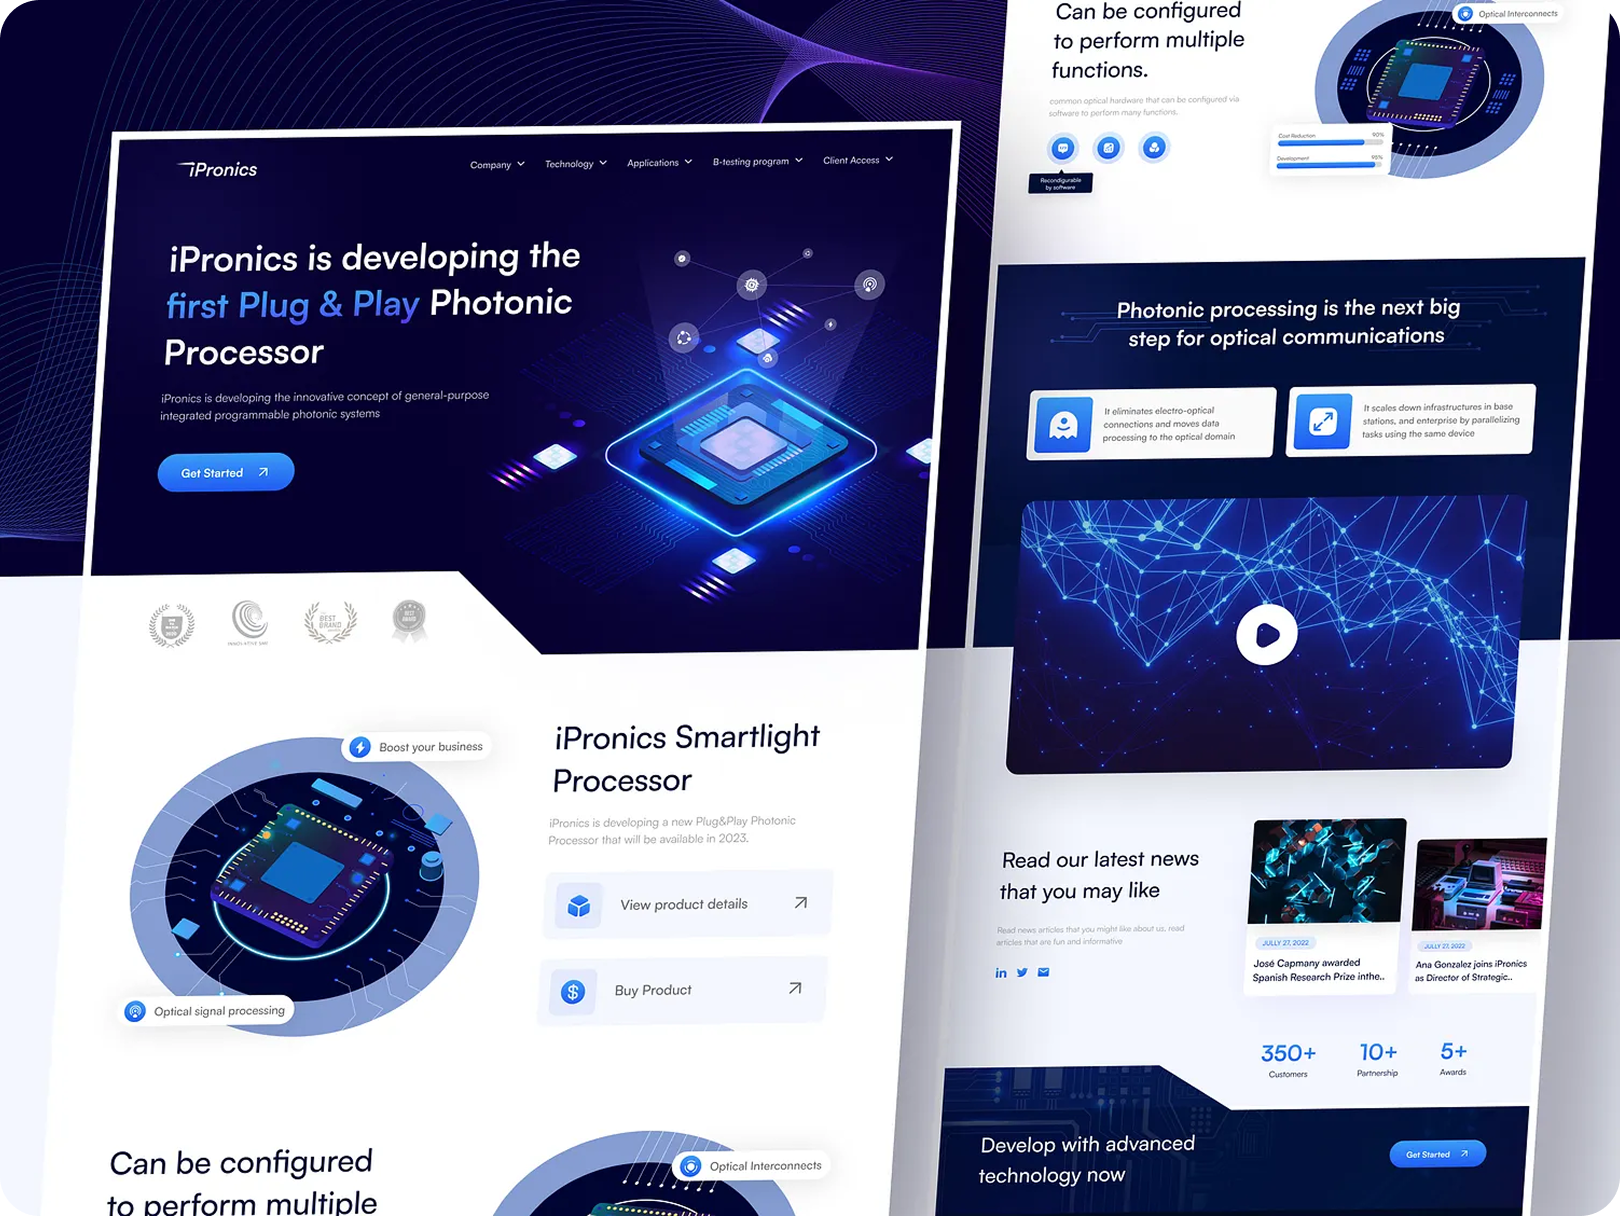 iPronics
Company
Technology
Applications
B-testing program
Client Access
iPronics is developing the
first Plug & Play Photonic
Processor
iPronics is developing the innovative concept of general-purpose
integrated programmable photonic systems
Get Started
BEST
BRAND
BEST
AWARD
INNOVATIVE SME
Boost your business
Optical signal processing
iPronics Smartlight
Processor
iPronics is developing a new Plug&Play Photonic
Processor that will be available in 2023.
View product details
Buy Product
Can be configured
to perform multiple
Optical Interconnects
Can be configured
to perform multiple
functions.
common optical hardware that can be configured via
software to perform many functions.
Recondigurable
by software
Optical Interconnects
Cost Reduction
90%
Development
95%
Photonic processing is the next big
step for optical communications
It eliminates electro-optical
connections and moves data
processing to the optical domain
It scales down infrastructures in base
stations, and enterprise by parallelizing
tasks using the same device
Read our latest news
that you may like
Read news articles that you might like about us, read
articles that are fun and informative
in
JULLY 27, 2022
José Capmany awarded
Spanish Research Prize inthe..
JULLY 27, 2022
Ana Gonzalez joins iPronics
as Director of Strategic..
350+
Customers
10+
Partnership
5+
Awards
Develop with advanced
technology now
Get Started